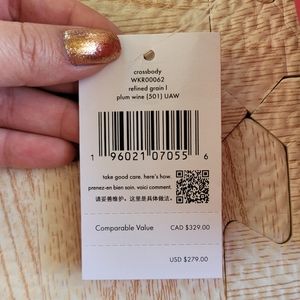 crossbody
WKR00062
refined grain l
plum wine (501) UAW
1 96021 07055 6
take good care. here's how.
prenez-en bien soin. voici comment.
请妥善维护。这里是具体做法。
Comparable Value CAD $329.00
USD $279.00